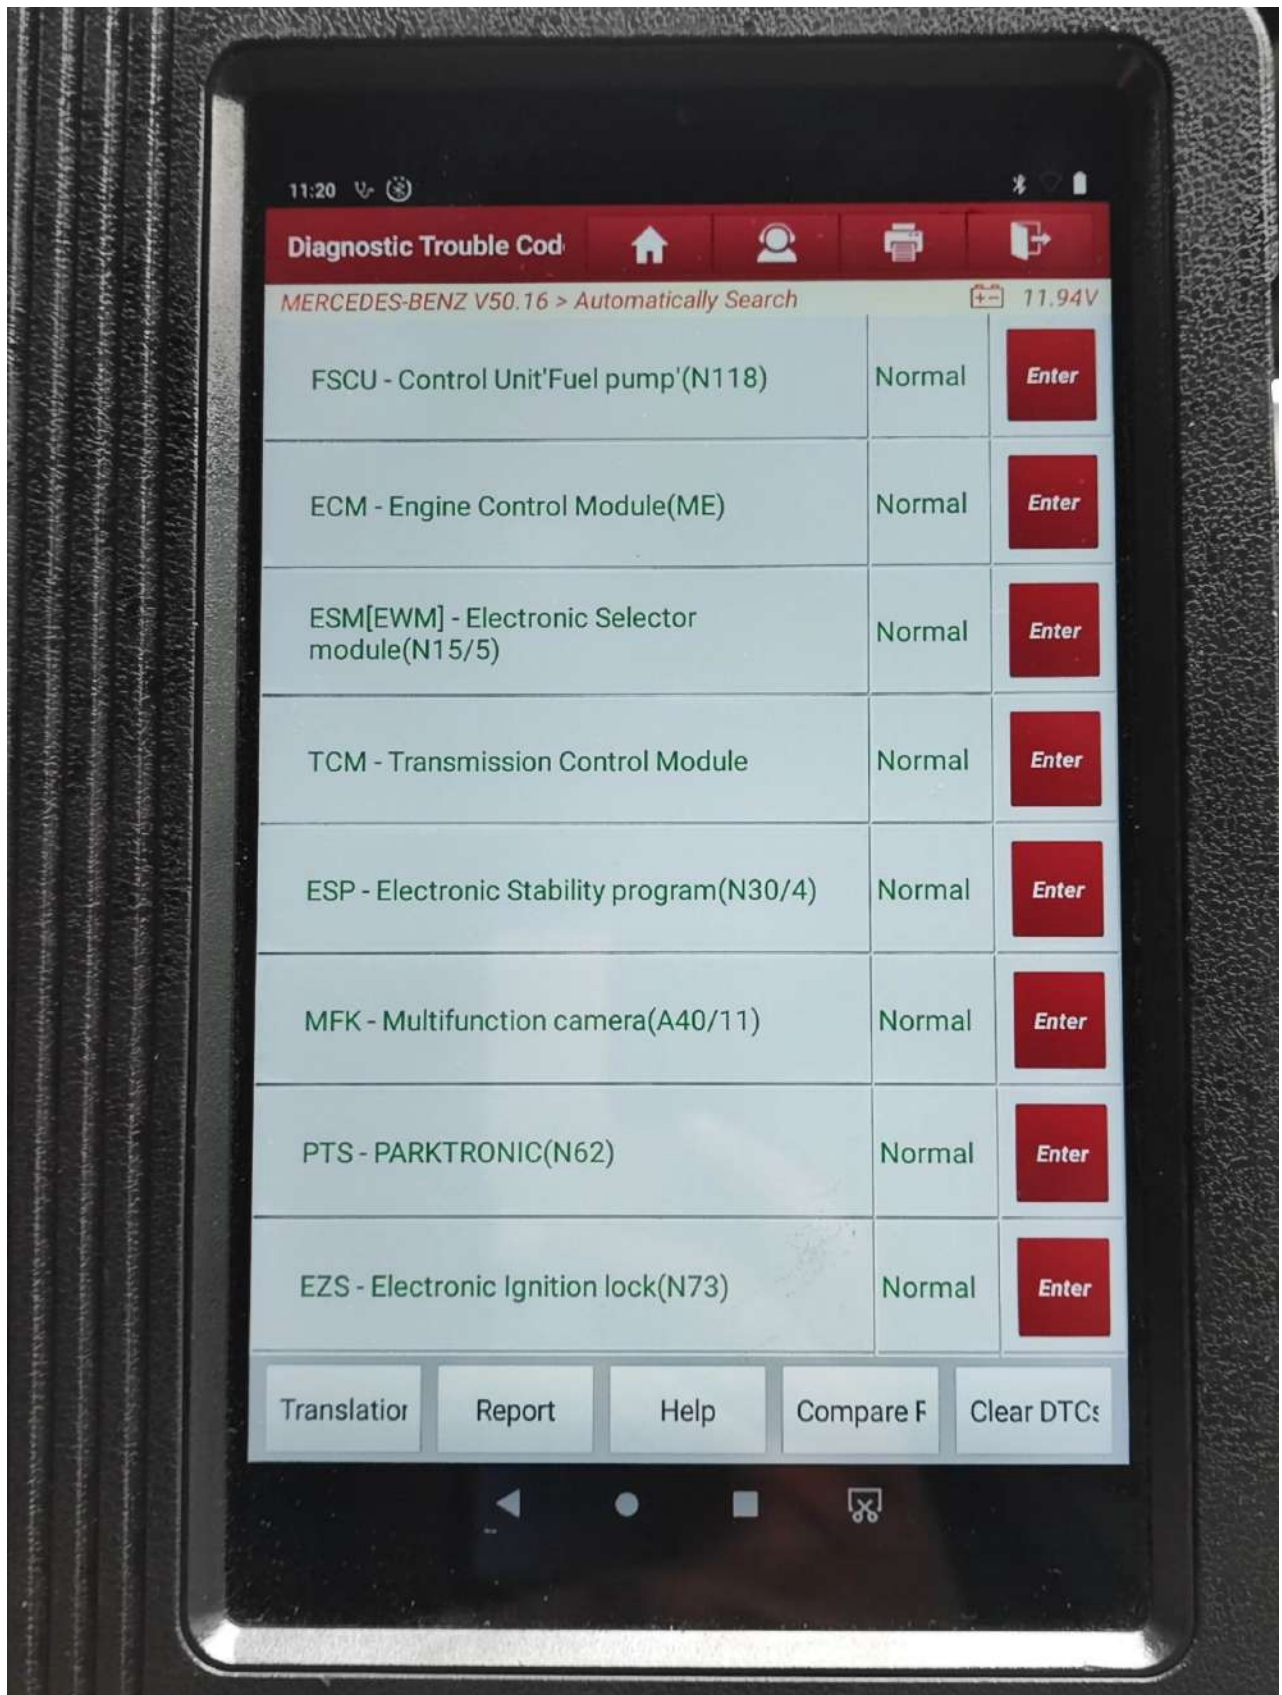 11:20
Diagnostic Trouble Cod
MERCEDES-BENZ V50.16 > Automatically Search 11.94V
FSCU - Control Unit'Fuel pump'(N118) Normal Enter
ECM - Engine Control Module(ME) Normal Enter
ESM[EWM] - Electronic Selector
module(N15/5) Normal Enter
TCM - Transmission Control Module Normal Enter
ESP - Electronic Stability program(N30/4) Normal Enter
MFK - Multifunction camera(A40/11) Normal Enter
PTS - PARKTRONIC(N62) Normal Enter
EZS - Electronic Ignition lock(N73) Normal Enter
Translation Report Help Compare R Clear DTCs